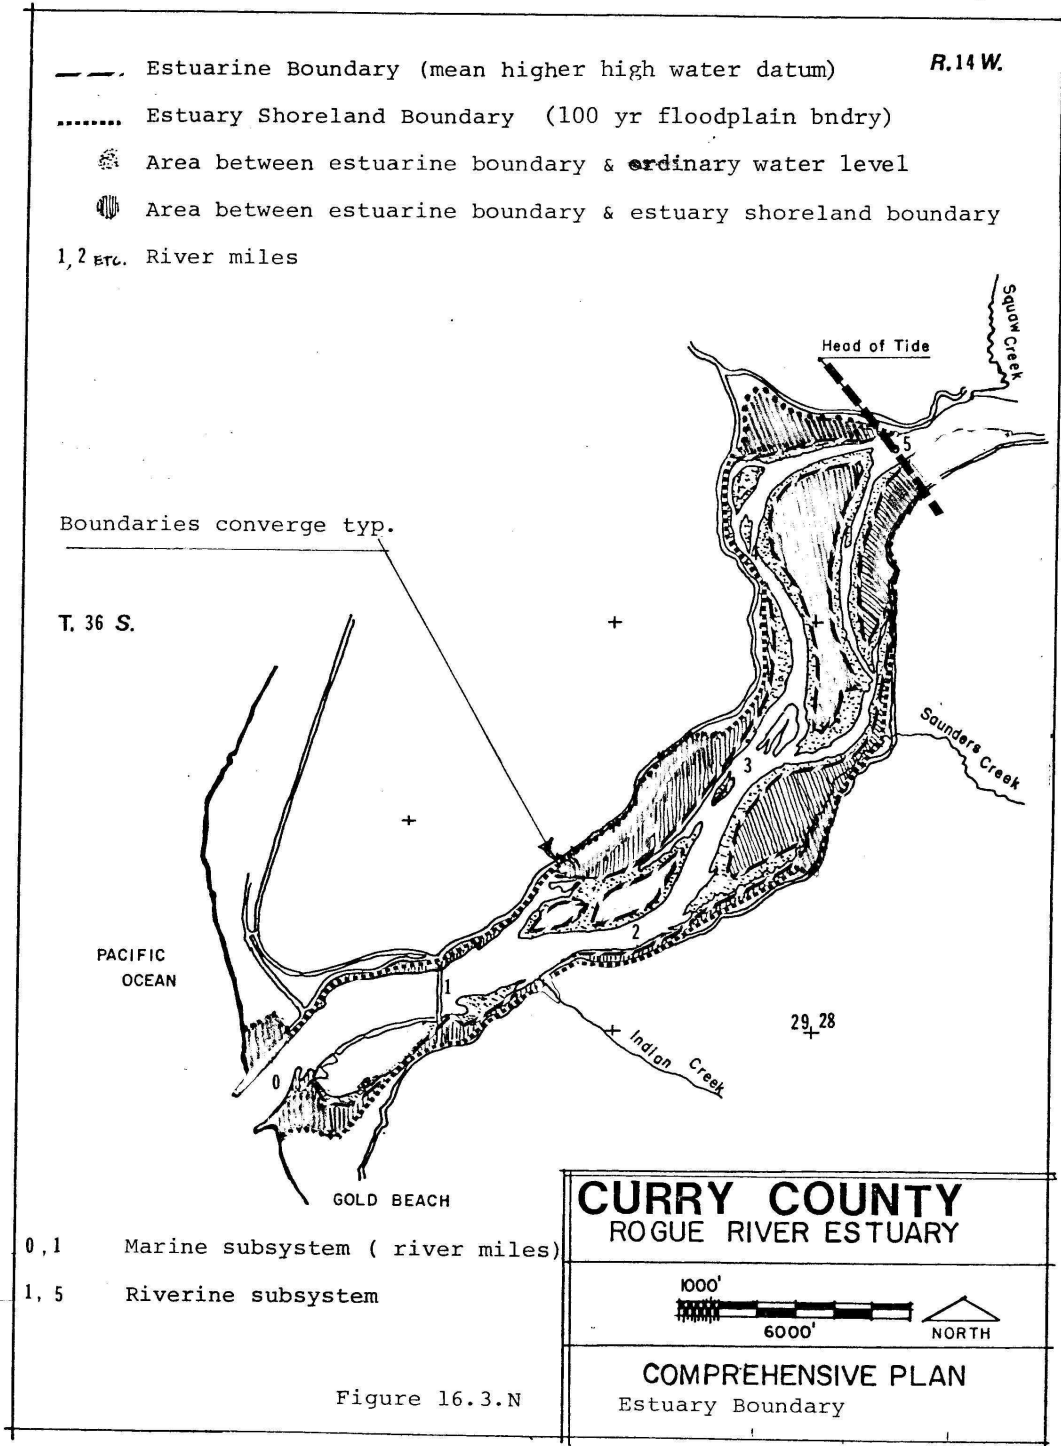 R.14 W.
Estuarine Boundary (mean higher high water datum)
Estuary Shoreland Boundary (100 yr floodplain bndry)
Area between estuarine boundary & ordinary water level
Area between estuarine boundary & estuary shoreland boundary
1,2 ETC. River miles
Squaw Creek
Head of Tide
5
Boundaries converge typ.
T. 36 S.
Saunders Creek
3
2
PACIFIC
OCEAN
1
29 28
Indian Creek
0
GOLD BEACH
0,1 Marine subsystem ( river miles)
1, 5 Riverine subsystem
Figure 16.3.N
CURRY COUNTY
ROGUE RIVER ESTUARY
1000'
6000'
NORTH
COMPREHENSIVE PLAN
Estuary Boundary